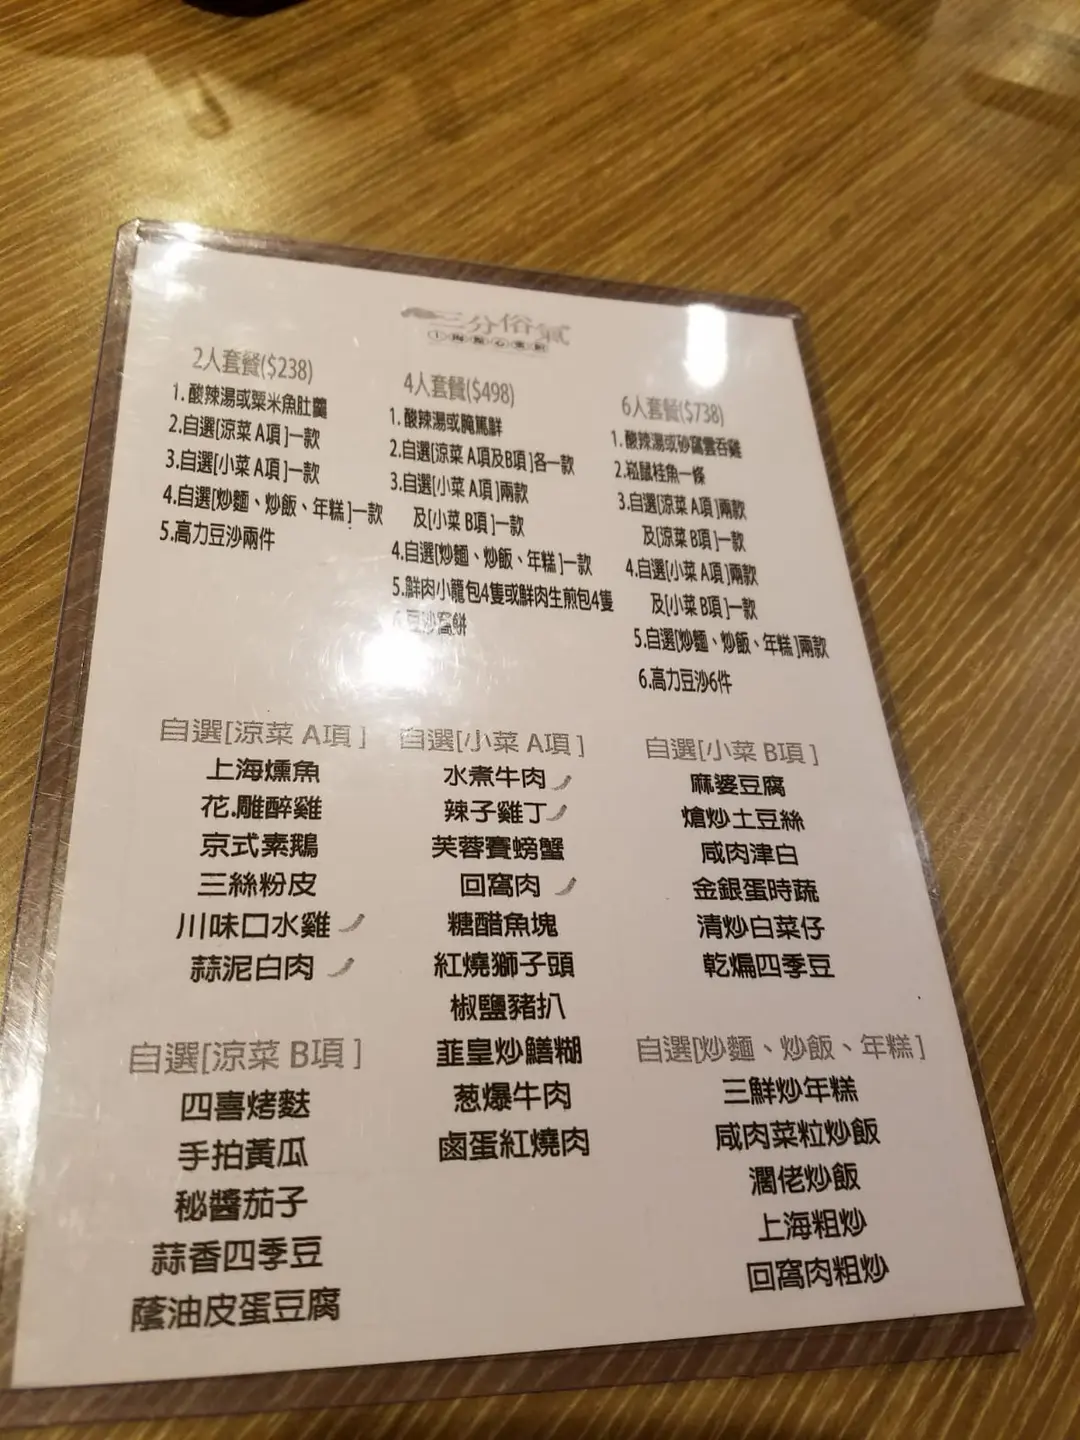 三分俗氣
2人套餐($238)
1.酸辣湯或粟米魚肚羹
2.自選[涼菜 A項]一款
3.自選[小菜 A項]一款
4.自選[炒麵、炒飯、年糕]一款
5.高力豆沙兩件
4人套餐($498)
1.酸辣湯或腌篤鮮
2.自選[涼菜 A項及B項]各一款
3.自選[小菜 A項]兩款
及[小菜 B項]一款
4.自選[炒麵、炒飯、年糕]一款
5.鮮肉小籠包4隻或鮮肉生煎包4隻
6.豆沙窩餅
6人套餐($738)
1.酸辣湯或砂窩雲吞雞
2.崧鼠桂魚一條
3.自選[涼菜 A項]兩款
及[涼菜 B項]一款
4.自選[小菜 A項]兩款
及[小菜 B項]一款
5.自選[炒麵、炒飯、年糕]兩款
6.高力豆沙6件
自選[涼菜 A項]
上海燻魚
花.雕醉雞
京式素鵝
三絲粉皮
川味口水雞
蒜泥白肉
自選[涼菜 B項]
四喜烤麩
手拍黃瓜
秘醬茄子
蒜香四季豆
蔭油皮蛋豆腐
自選[小菜 A項]
水煮牛肉
辣子雞丁
芙蓉賽螃蟹
回窩肉
糖醋魚塊
紅燒獅子頭
椒鹽豬扒
韮皇炒鱔糊
葱爆牛肉
鹵蛋紅燒肉
自選[小菜 B項]
麻婆豆腐
熗炒土豆絲
咸肉津白
金銀蛋時蔬
清炒白菜仔
乾煸四季豆
自選[炒麵、炒飯、年糕]
三鮮炒年糕
咸肉菜粒炒飯
濶佬炒飯
上海粗炒
回窩肉粗炒